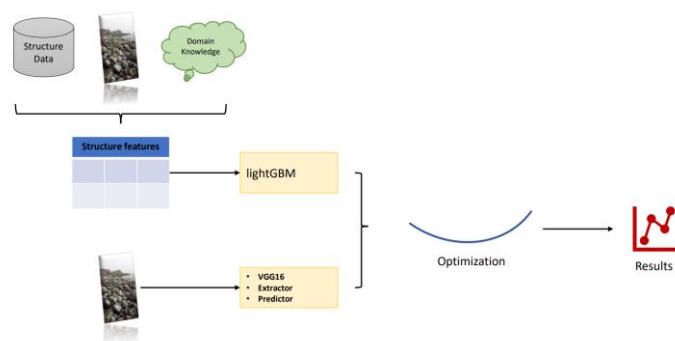 Structure
Data
Domain
Knowledge
Structure features
lightGBM
• VGG16
• Extractor
• Predictor
Optimization
Results